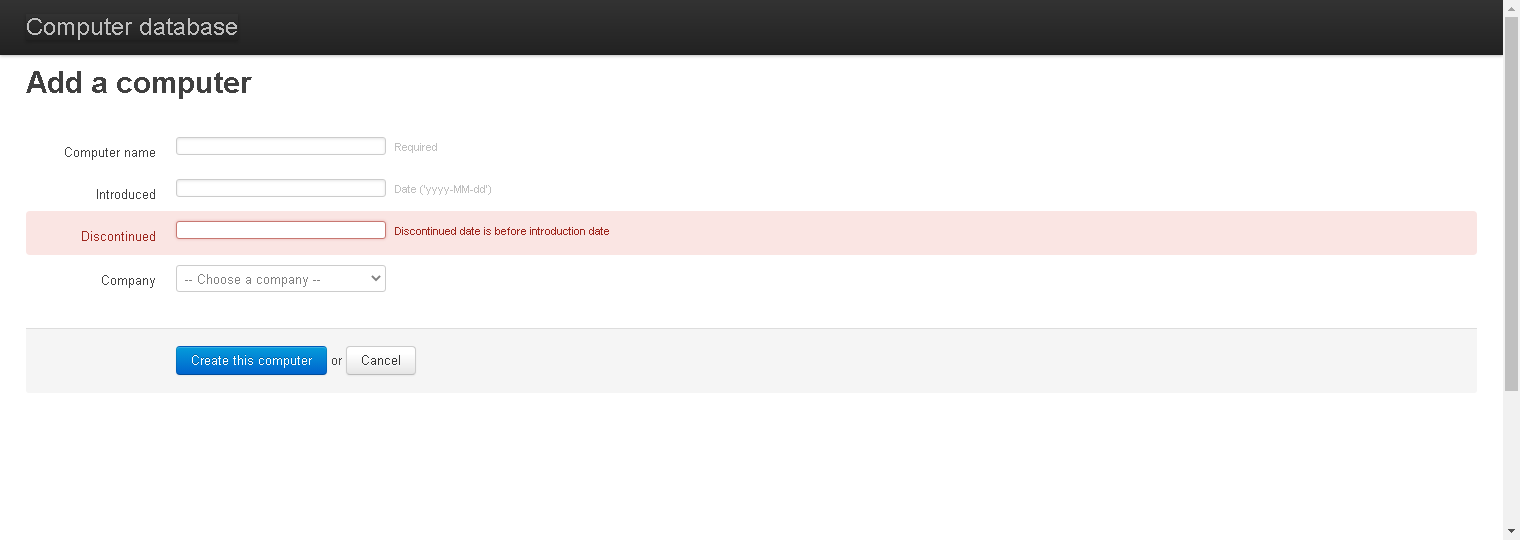 Computer database
Add a computer
Computer name Required
Introduced Date ('yyyy-MM-dd')
Discontinued Discontinued date is before introduction date
Company -- Choose a company --
Create this computer or Cancel